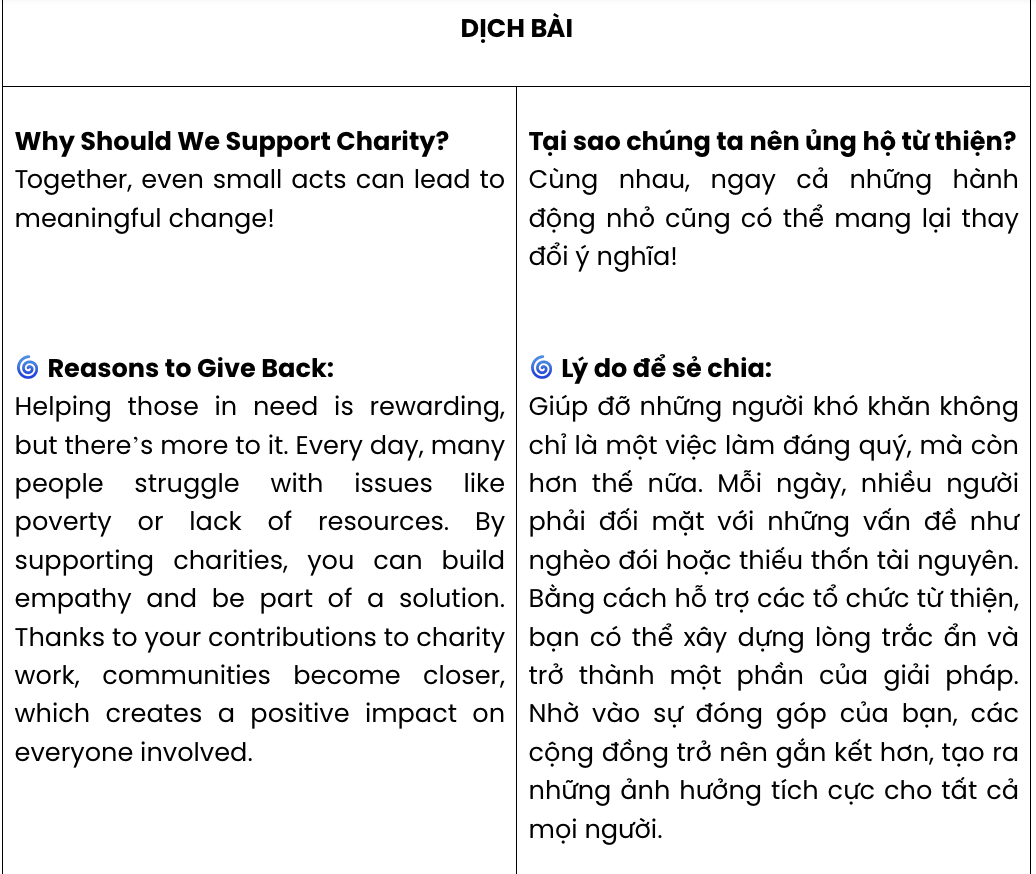 DỊCH BÀI
Why Should We Support Charity?
Together, even small acts can lead to
meaningful change!
🌀 Reasons to Give Back:
Helping those in need is rewarding,
but there's more to it. Every day, many
people struggle with issues like
poverty or lack of resources. By
supporting charities, you can build
empathy and be part of a solution.
Thanks to your contributions to charity
work, communities become closer,
which creates a positive impact on
everyone involved.
Tại sao chúng ta nên ủng hộ từ thiện?
Cùng nhau, ngay cả những hành
động nhỏ cũng có thể mang lại thay
đổi ý nghĩa!
🌀 Lý do để sẻ chia:
Giúp đỡ những người khó khăn không
chỉ là một việc làm đáng quý, mà còn
hơn thế nữa. Mỗi ngày, nhiều người
phải đối mặt với những vấn đề như
nghèo đói hoặc thiếu thốn tài nguyên.
Bằng cách hỗ trợ các tổ chức từ thiện,
bạn có thể xây dựng lòng trắc ẩn và
trở thành một phần của giải pháp.
Nhờ vào sự đóng góp của bạn, các
cộng đồng trở nên gắn kết hơn, tạo ra
những ảnh hưởng tích cực cho tất cả
mọi người.